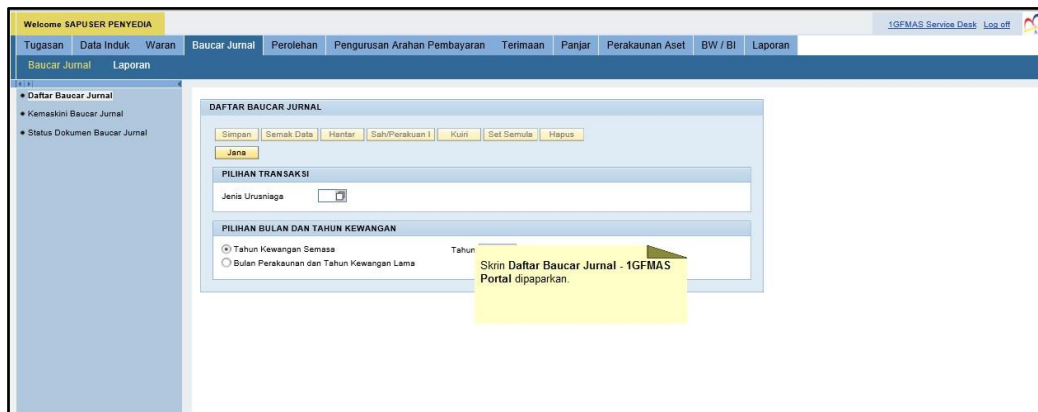 Welcome SAPUSER PENYEDIA
1GFMAS Service Desk Log off
Tugasan Data Induk Waran Baucar Jurnal Perolehan Pengurusan Arahan Pembayaran Terimaan Panjar Perakaunan Aset BW / BI Laporan
Baucar Jurnal Laporan
Daftar Baucar Jurnal
Kemaskini Baucar Jurnal
Status Dokumen Baucar Jurnal
DAFTAR BAUCAR JURNAL
Simpan Semak Data Hantar Sah/Perakuan I Kuiri Set Semula Hapus
Jana
PILIHAN TRANSAKSI
Jenis Urusniaga
PILIHAN BULAN DAN TAHUN KEWANGAN
Tahun Kewangan Semasa Tahun
Bulan Perakaunan dan Tahun Kewangan Lama
Skrin Daftar Baucar Jurnal - 1GFMAS
Portal dipaparkan.